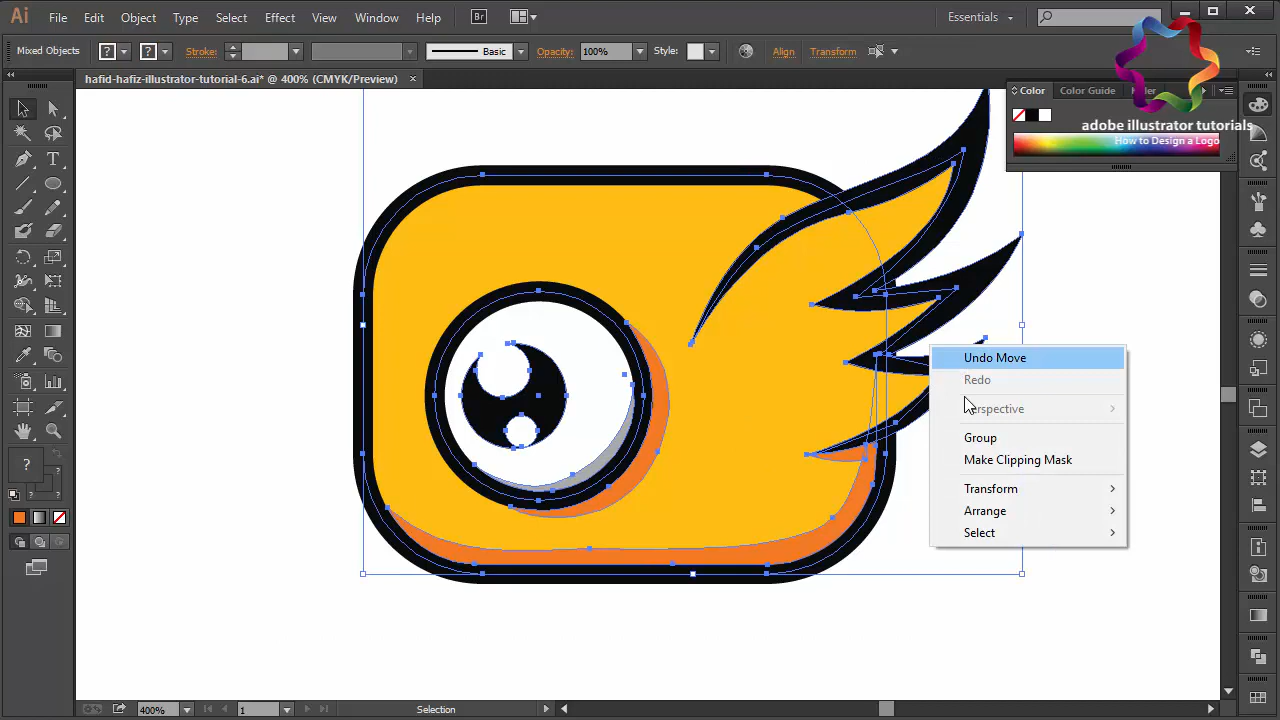 Ai File Edit Object Type Select Effect View Window Help Br Essentials
Mixed Objects ? ? Stroke: Basic Opacity: 100% Style: Align Transform
hafid-hafiz-illustrator-tutorial-6.ai* @ 400% (CMYK/Preview) ×
Color Color Guide
adobe illustrator tutorials
How to Design a Logo
Undo Move
Redo
Group
Make Clipping Mask
Transform
Arrange
Select
?
400% 1 Selection